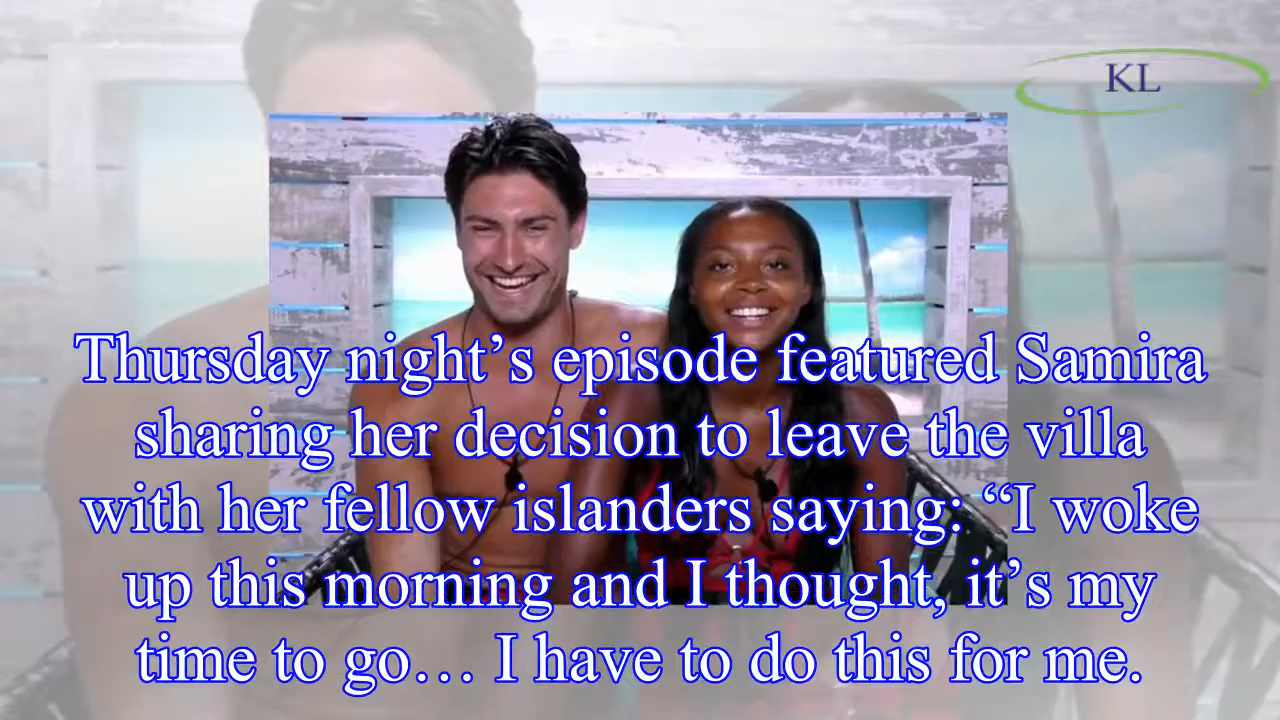 KL
Thursday night’s episode featured Samira
sharing her decision to leave the villa
with her fellow islanders saying: “I woke
up this morning and I thought, it’s my
time to go… I have to do this for me.